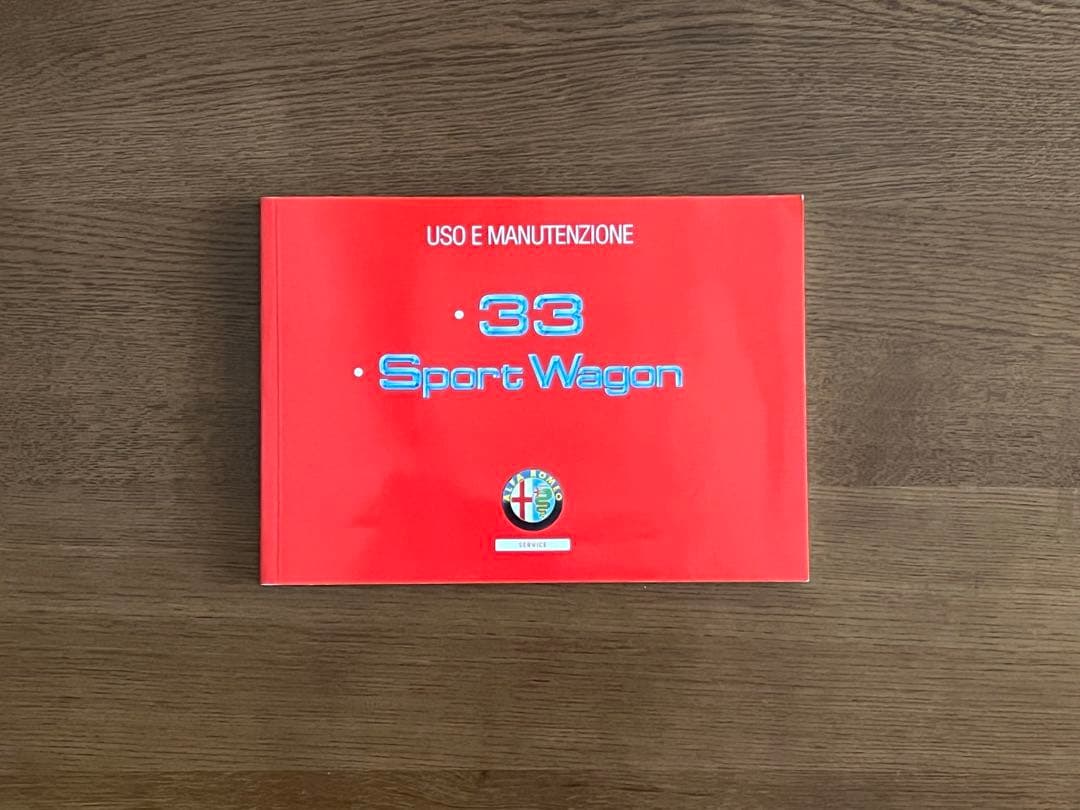 USO E MANUTENZIONE
• 33
• Sport Wagon
ALFA ROMEO
SERVICE